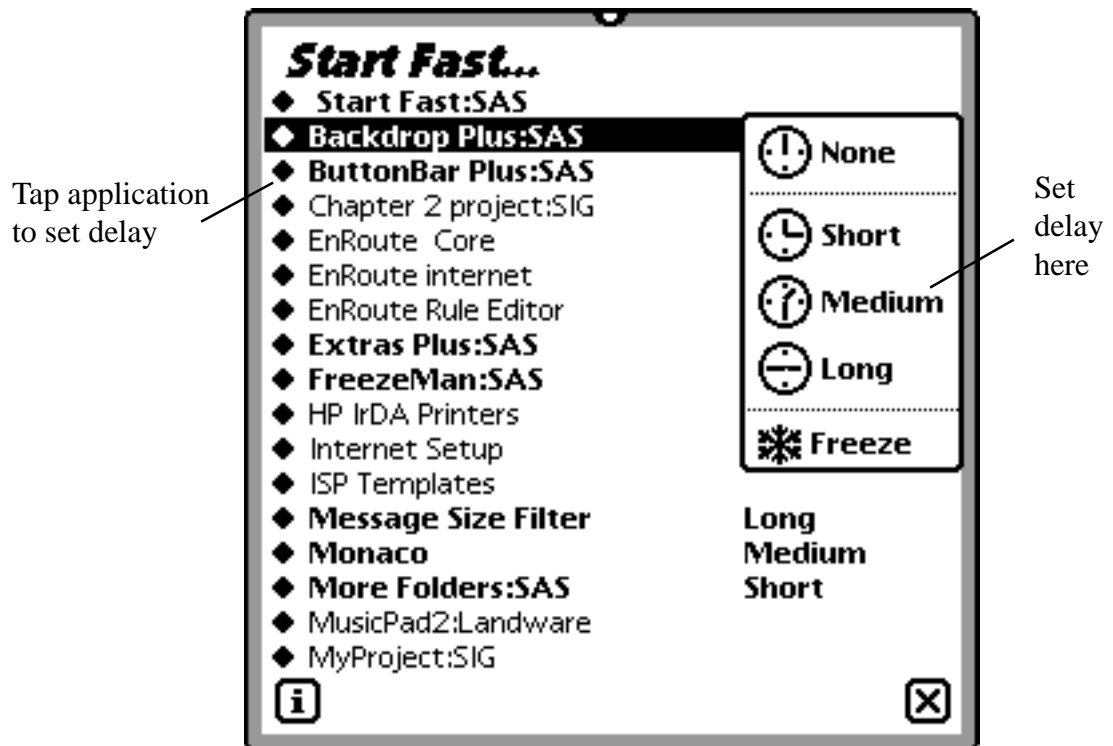 Start Fast...
Start Fast:SAS
Backdrop Plus:SAS
ButtonBar Plus:SAS
Chapter 2 project:SIG
EnRoute  Core
EnRoute internet
EnRoute Rule Editor
Extras Plus:SAS
FreezeMan:SAS
HP IrDA Printers
Internet Setup
ISP Templates
Message Size Filter Long
Monaco Medium
More Folders:SAS Short
MusicPad2:Landware
MyProject:SIG
None
Short
Medium
Long
Freeze
Tap application
to set delay
Set
delay
here
i